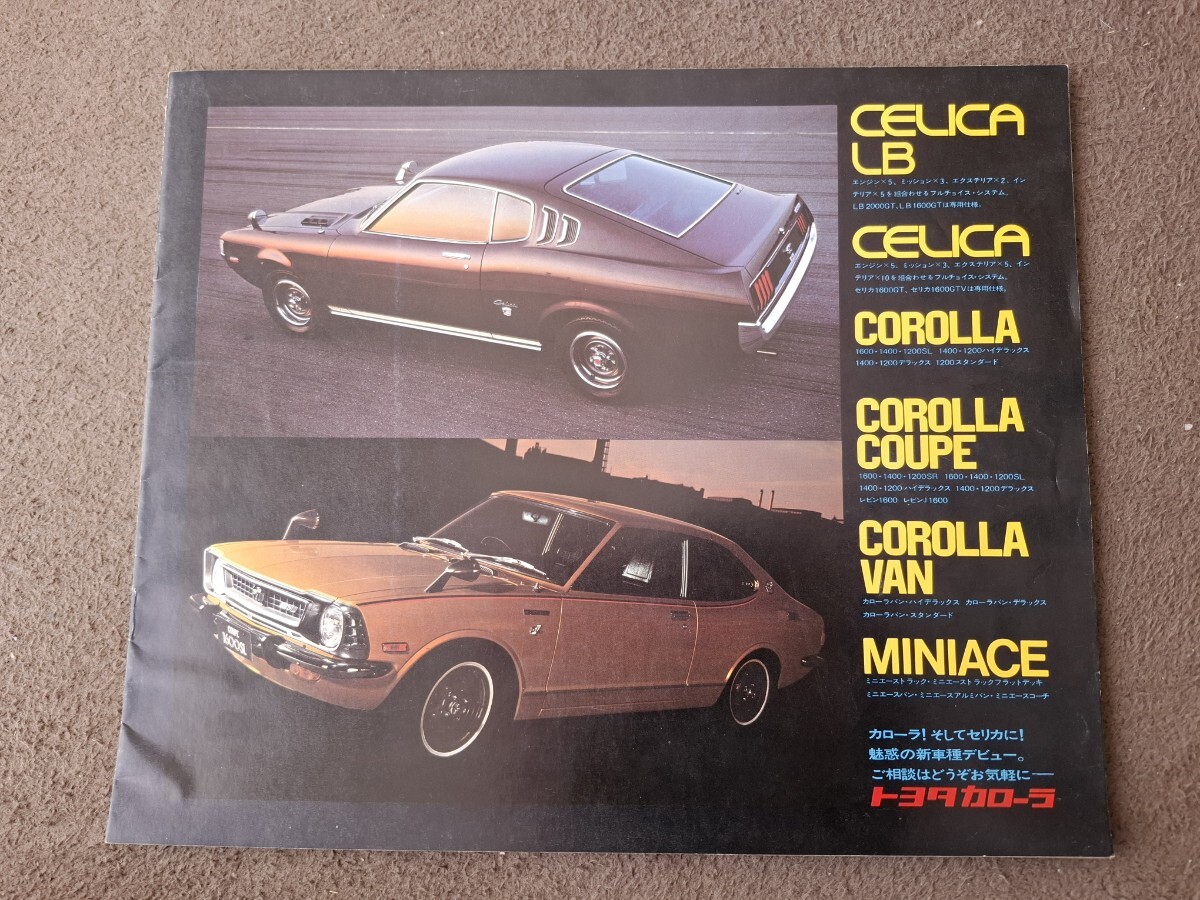 CELICA
LB
エンジン×5、ミッション×3、エクステリア×2、イン
テリア×5を組合わせるフルチョイス・システム。
LB2000GT、LB1600GTは専用仕様。
CELICA
エンジン×5、ミッション×3、エクステリア×5、イン
テリア×10を組合わせるフルチョイス・システム。
セリカ1600GT、セリカ1600GTVは専用仕様。
COROLLA
1600・1400・1200SL 1400・1200ハイデラックス
1400・1200デラックス 1200スタンダード
COROLLA
COUPE
1600・1400・1200SR 1600・1400・1200SL
1400・1200ハイデラックス 1400・1200デラックス
レビン1600 レビンJ1600
COROLLA
VAN
カローラバン・ハイデラックス カローラバン・デラックス
カローラバン・スタンダード
MINIACE
ミニエーストラック・ミニエーストラックフラットデッキ
ミニエースバン・ミニエースアルミバン・ミニエースコーチ
カローラ!そしてセリカに!
魅惑の新車種デビュー。
ご相談はどうぞお気軽に──
トヨタカローラ
Celica
1600SL